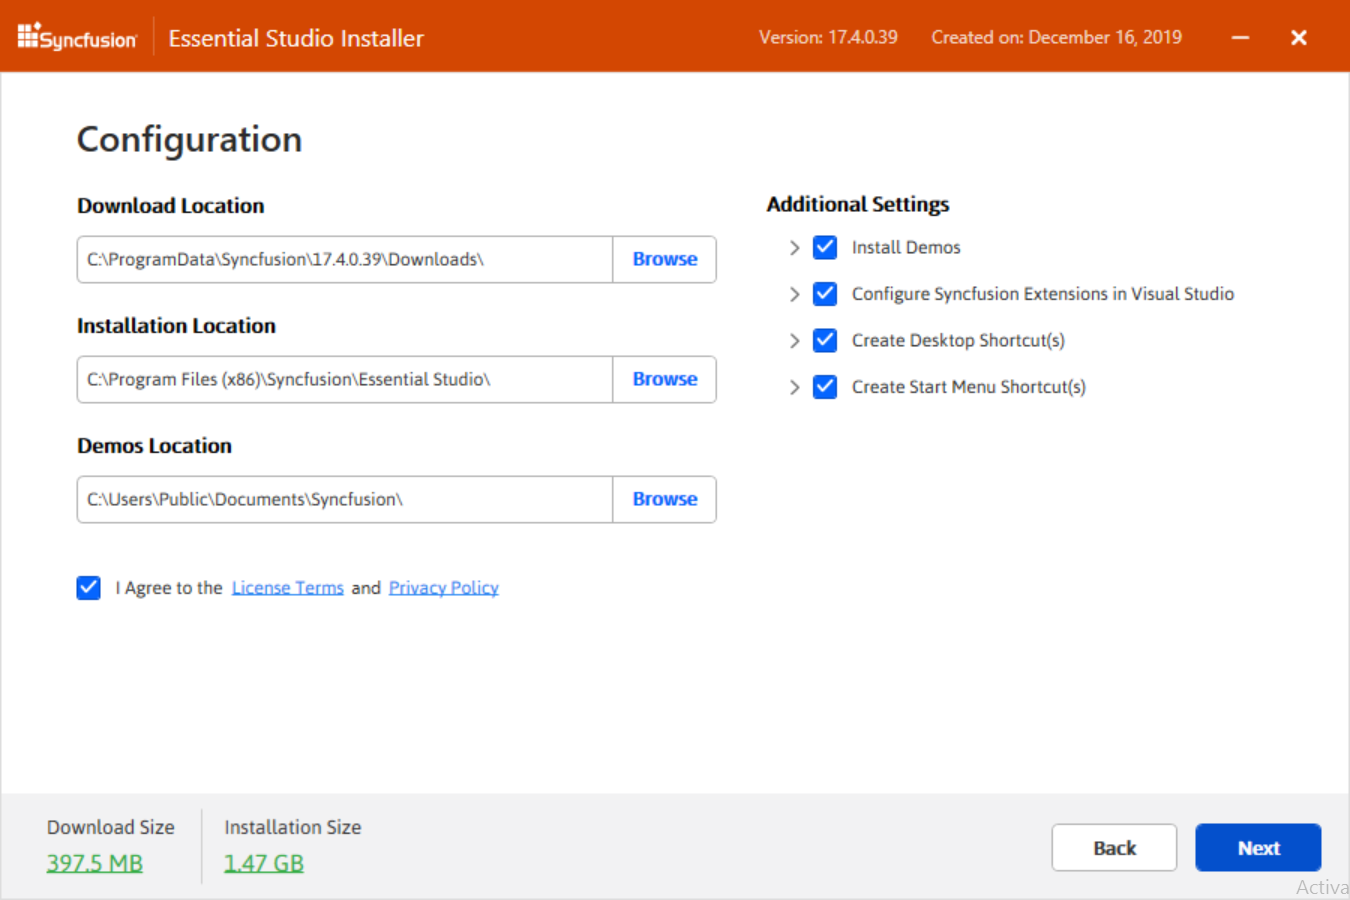 Syncfusion
Essential Studio Installer
Version: 17.4.0.39
Created on: December 16, 2019
Configuration
Download Location
C:\ProgramData\Syncfusion\17.4.0.39\Downloads\
Browse
Installation Location
C:\Program Files (x86)\Syncfusion\Essential Studio\
Browse
Demos Location
C:\Users\Public\Documents\Syncfusion\
Browse
I Agree to the License Terms and Privacy Policy
Additional Settings
Install Demos
Configure Syncfusion Extensions in Visual Studio
Create Desktop Shortcut(s)
Create Start Menu Shortcut(s)
Download Size
397.5 MB
Installation Size
1.47 GB
Back
Next
Activa